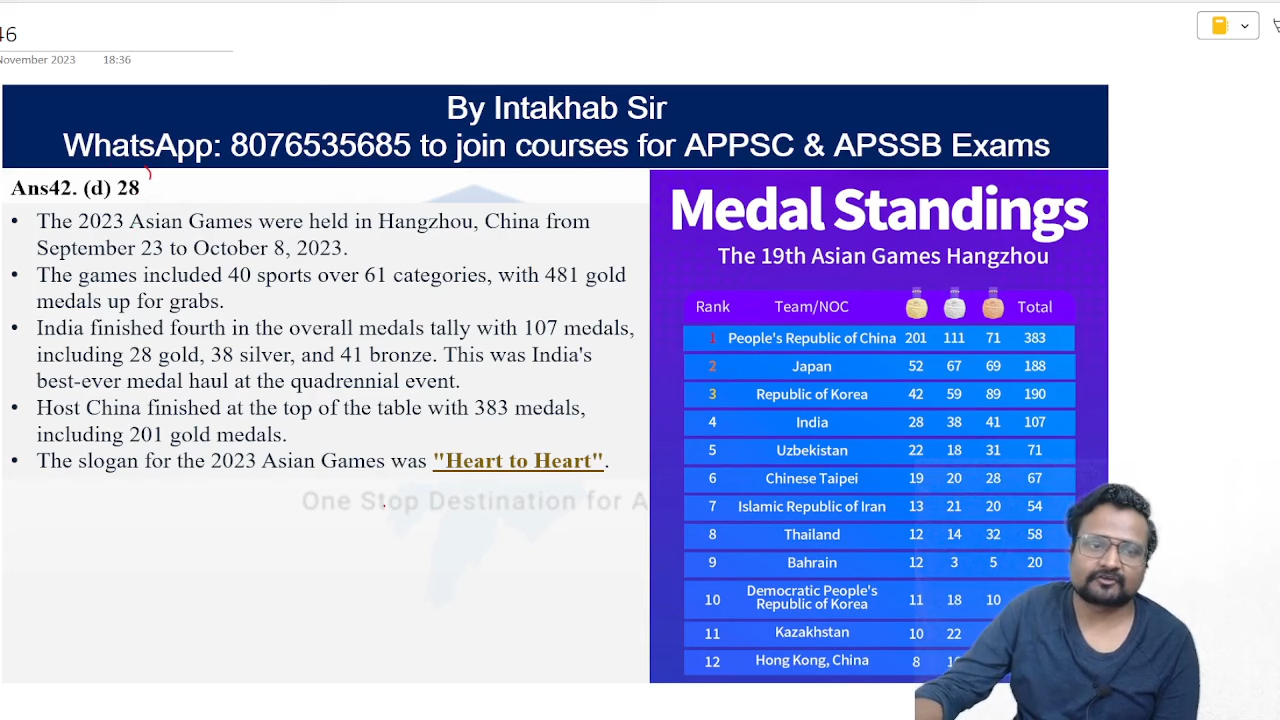 46
November 2023 18:36
By Intakhab Sir
WhatsApp: 8076535685 to join courses for APPSC & APSSB Exams
Ans42. (d) 28
• The 2023 Asian Games were held in Hangzhou, China from
September 23 to October 8, 2023.
• The games included 40 sports over 61 categories, with 481 gold
medals up for grabs.
• India finished fourth in the overall medals tally with 107 medals,
including 28 gold, 38 silver, and 41 bronze. This was India's
best-ever medal haul at the quadrennial event.
• Host China finished at the top of the table with 383 medals,
including 201 gold medals.
• The slogan for the 2023 Asian Games was "Heart to Heart".
One Stop Destination for A
Medal Standings
The 19th Asian Games Hangzhou
Rank Team/NOC Total
1 People's Republic of China 201 111 71 383
2 Japan 52 67 69 188
3 Republic of Korea 42 59 89 190
4 India 28 38 41 107
5 Uzbekistan 22 18 31 71
6 Chinese Taipei 19 20 28 67
7 Islamic Republic of Iran 13 21 20 54
8 Thailand 12 14 32 58
9 Bahrain 12 3 5 20
10 Democratic People's
Republic of Korea 11 18 10
11 Kazakhstan 10 22
12 Hong Kong, China 8